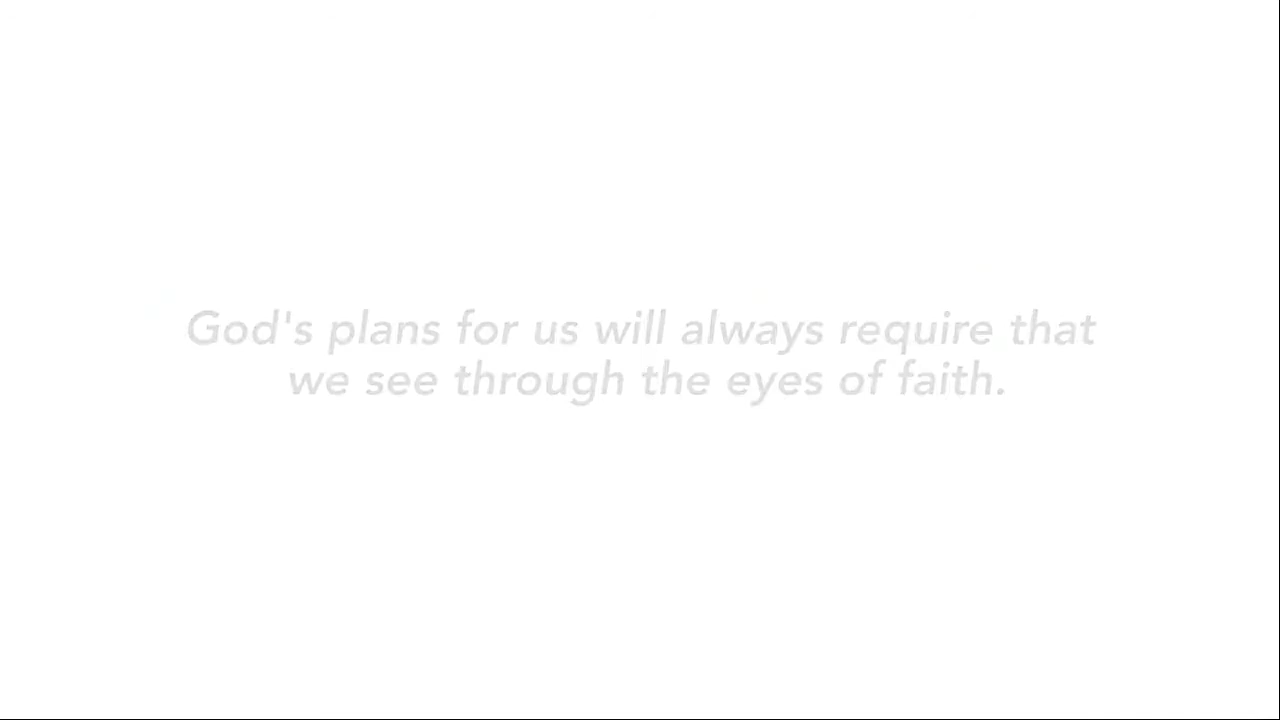 God's plans for us will always require that
we see through the eyes of faith.